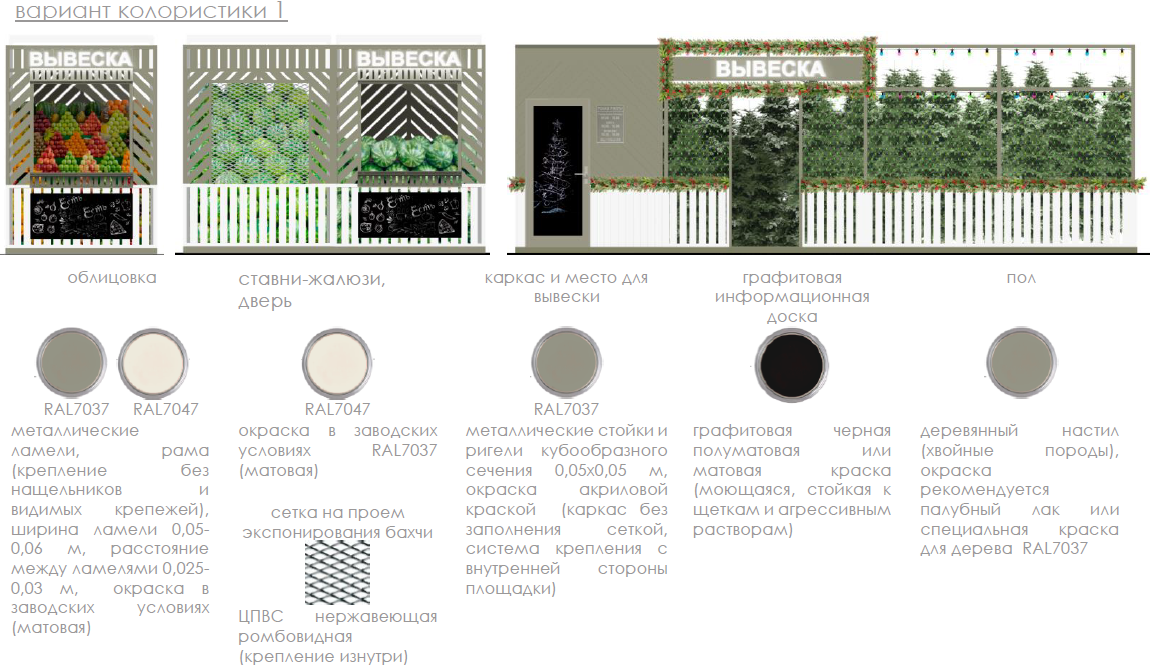 вариант колористики 1
ВЫВЕСКА
ВЫВЕСКА
ВЫВЕСКА
Есть
Есть
облицовка
RAL7037 RAL7047
металлические
ламели, рама
(крепление без
нащельников и
видимых крепежей),
ширина ламели 0,05-
0,06 м, расстояние
между ламелями 0,025-
0,03 м, окраска в
заводских условиях
(матовая)
ставни-жалюзи,
дверь
RAL7047
окраска в заводских
условиях RAL7037
(матовая)
сетка на проем
экспонирования бахчи
ЦПВС нержавеющая
ромбовидная
(крепление изнутри)
каркас и место для
вывески
RAL7037
металлические стойки и
ригели кубообразного
сечения 0,05х0,05 м,
окраска акриловой
краской (каркас без
заполнения сеткой,
система крепления с
внутренней стороны
площадки)
графитовая
информационная
доска
графитовая черная
полуматовая или
матовая краска
(моющаяся, стойкая к
щеткам и агрессивным
растворам)
пол
деревянный настил
(хвойные породы),
окраска
рекомендуется
палубный лак или
специальная краска
для дерева RAL7037